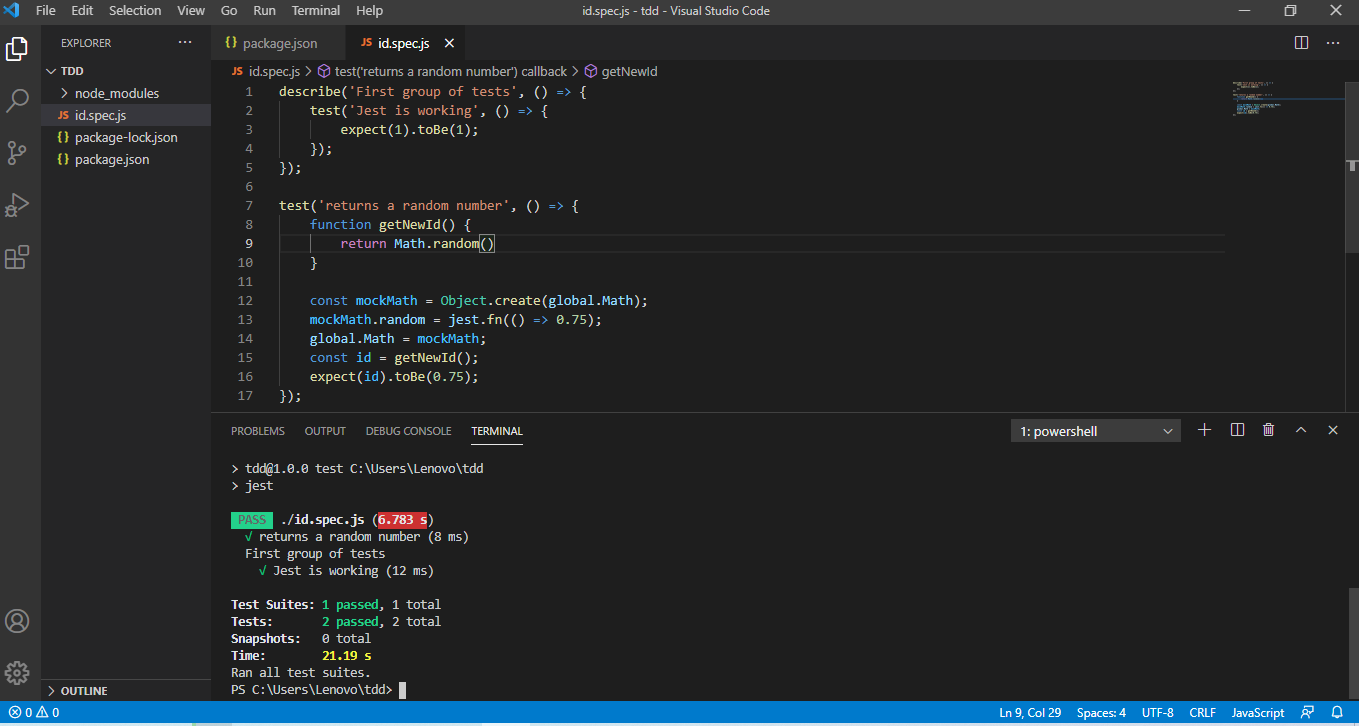 File Edit Selection View Go Run Terminal Help id.spec.js - tdd - Visual Studio Code
EXPLORER
TDD
node_modules
JS id.spec.js
{} package-lock.json
{} package.json
OUTLINE
{} package.json JS id.spec.js
JS id.spec.js > test('returns a random number') callback > getNewId
1 describe('First group of tests', () => {
2 test('Jest is working', () => {
3 expect(1).toBe(1);
4 });
5 });
6
7 test('returns a random number', () => {
8 function getNewId() {
9 return Math.random()
10 }
11
12 const mockMath = Object.create(global.Math);
13 mockMath.random = jest.fn(() => 0.75);
14 global.Math = mockMath;
15 const id = getNewId();
16 expect(id).toBe(0.75);
17 });
PROBLEMS OUTPUT DEBUG CONSOLE TERMINAL 1: powershell
> tdd@1.0.0 test C:\Users\Lenovo\tdd
> jest
PASS ./id.spec.js (6.783 s)
√ returns a random number (8 ms)
First group of tests
√ Jest is working (12 ms)
Test Suites: 1 passed, 1 total
Tests: 2 passed, 2 total
Snapshots: 0 total
Time: 21.19 s
Ran all test suites.
PS C:\Users\Lenovo\tdd>
0 0 Ln 9, Col 29 Spaces: 4 UTF-8 CRLF JavaScript